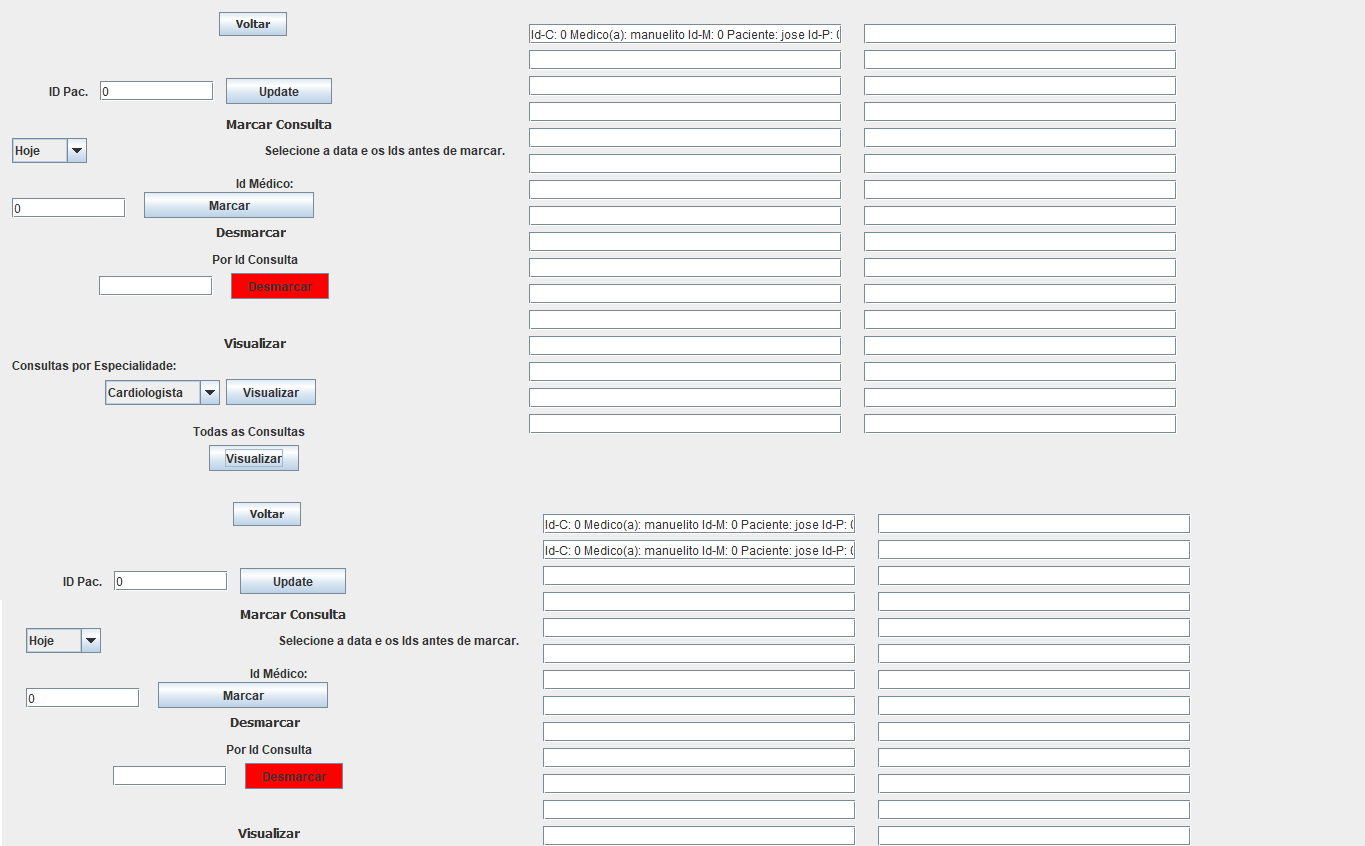 Voltar
Id-C: 0 Medico(a): manuelito Id-M: 0 Paciente: jose Id-P: 0
ID Pac. 0 Update
Marcar Consulta
Hoje Selecione a data e os Ids antes de marcar.
Id Médico:
0 Marcar
Desmarcar
Por Id Consulta
Desmarcar
Visualizar
Consultas por Especialidade:
Cardiologista Visualizar
Todas as Consultas
Visualizar
Voltar
Id-C: 0 Medico(a): manuelito Id-M: 0 Paciente: jose Id-P: 0
Id-C: 0 Medico(a): manuelito Id-M: 0 Paciente: jose Id-P: 0
ID Pac. 0 Update
Marcar Consulta
Hoje Selecione a data e os Ids antes de marcar.
Id Médico:
0 Marcar
Desmarcar
Por Id Consulta
Desmarcar
Visualizar